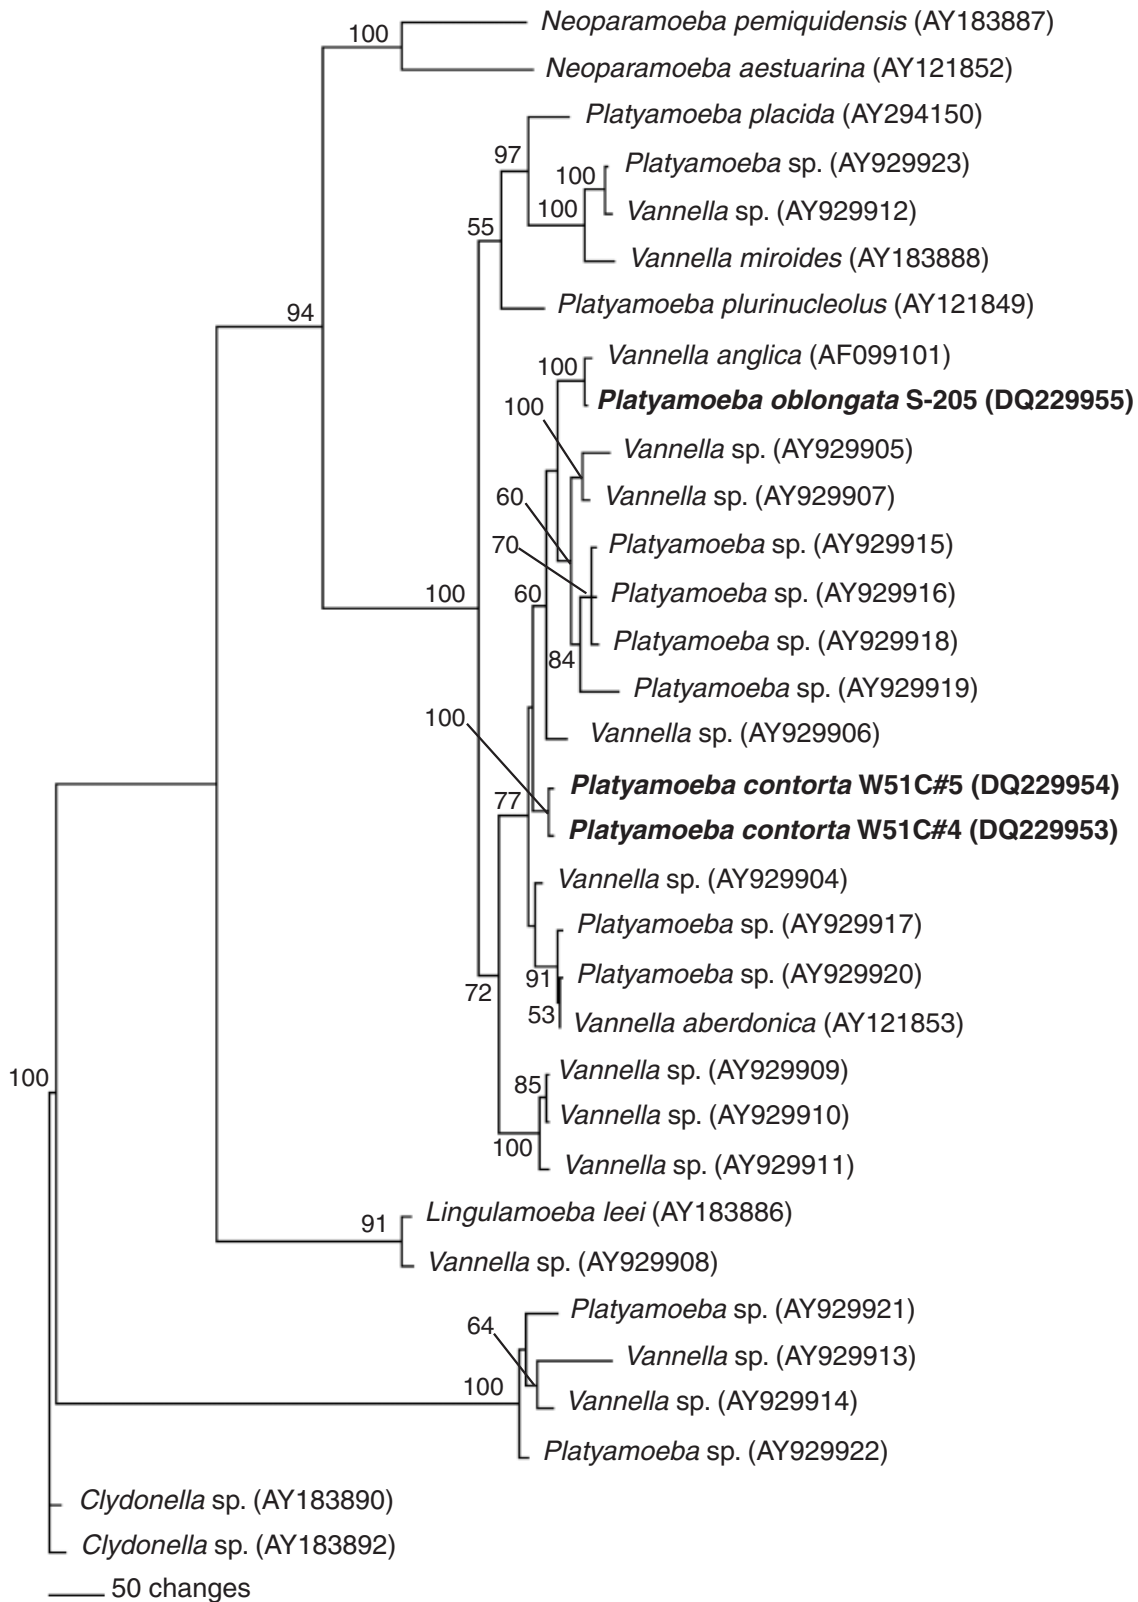 100
Neoparamoeba pemiquidensis (AY183887)
Neoparamoeba aestuarina (AY121852)
Platyamoeba placida (AY294150)
97
Platyamoeba sp. (AY929923)
100
Vannella sp. (AY929912)
100
55
Vannella miroides (AY183888)
Platyamoeba plurinucleolus (AY121849)
94
Vannella anglica (AF099101)
100
Platyamoeba oblongata S-205 (DQ229955)
100
Vannella sp. (AY929905)
60
Vannella sp. (AY929907)
70
Platyamoeba sp. (AY929915)
100
60
Platyamoeba sp. (AY929916)
Platyamoeba sp. (AY929918)
84
Platyamoeba sp. (AY929919)
100
Vannella sp. (AY929906)
Platyamoeba contorta W51C#5 (DQ229954)
77
Platyamoeba contorta W51C#4 (DQ229953)
Vannella sp. (AY929904)
Platyamoeba sp. (AY929917)
91
Platyamoeba sp. (AY929920)
72
53
Vannella aberdonica (AY121853)
100
Vannella sp. (AY929909)
85
Vannella sp. (AY929910)
100
Vannella sp. (AY929911)
Lingulamoeba leei (AY183886)
91
Vannella sp. (AY929908)
Platyamoeba sp. (AY929921)
64
Vannella sp. (AY929913)
100
Vannella sp. (AY929914)
Platyamoeba sp. (AY929922)
Clydonella sp. (AY183890)
Clydonella sp. (AY183892)
50 changes